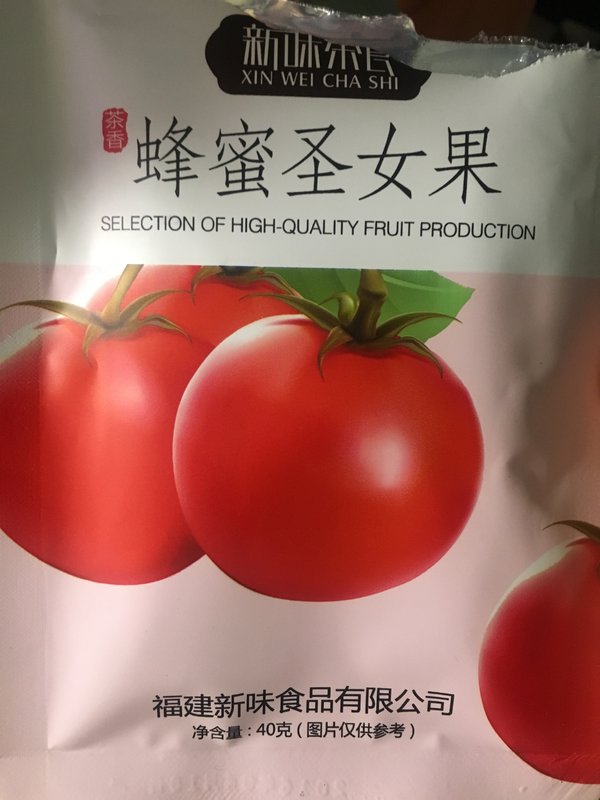 新味茶食
XIN WEI CHA SHI
茶香
蜂蜜圣女果
SELECTION OF HIGH-QUALITY FRUIT PRODUCTION
福建新味食品有限公司
净含量：40克（图片仅供参考）